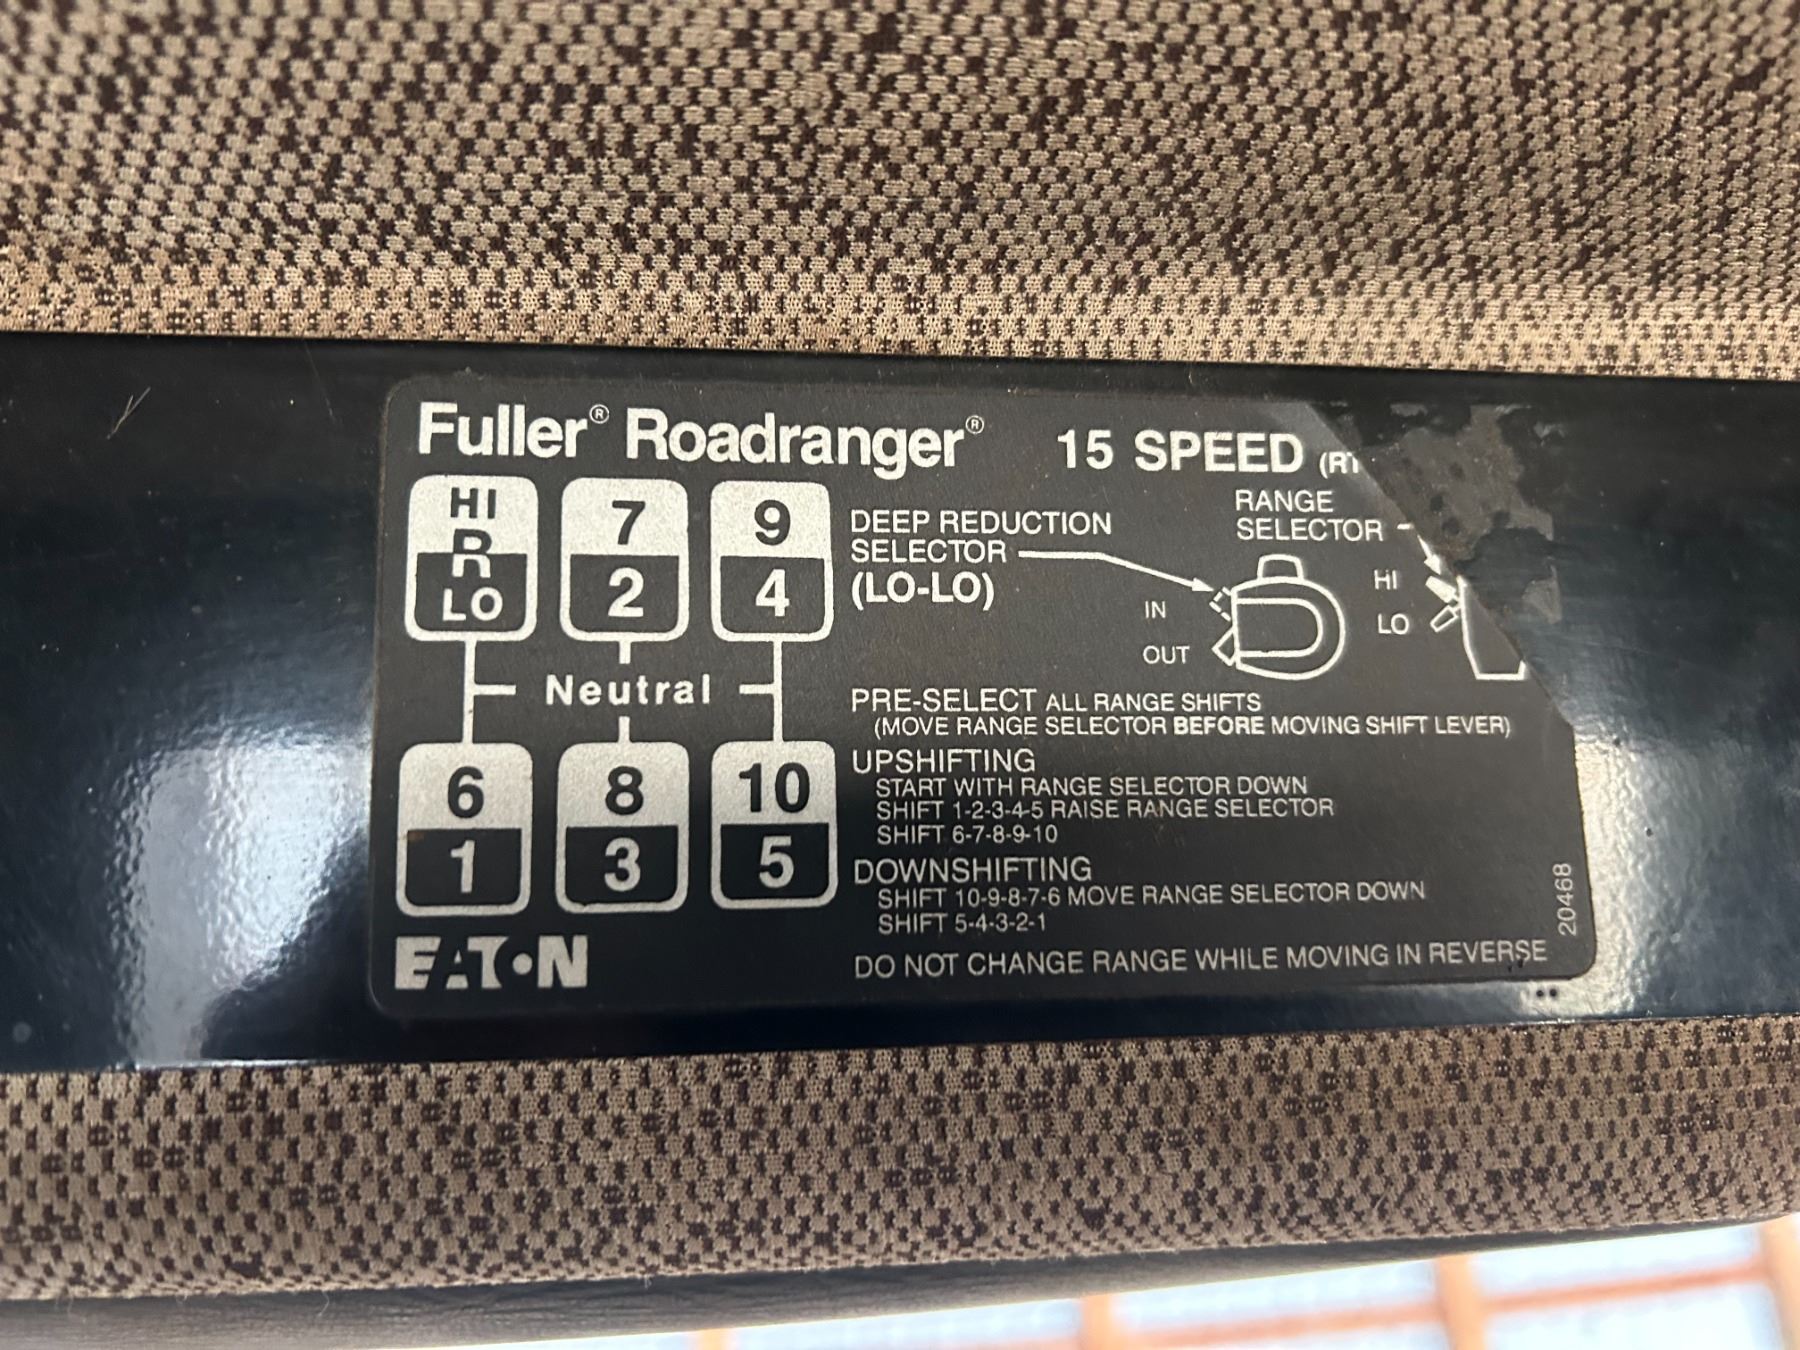 Fuller® Roadranger® 15 SPEED (RT
HI
R
LO
7
2
9
4
Neutral
6
1
8
3
10
5
EATON
DEEP REDUCTION
SELECTOR
(LO-LO)
IN
OUT
RANGE
SELECTOR
HI
LO
PRE-SELECT ALL RANGE SHIFTS
(MOVE RANGE SELECTOR BEFORE MOVING SHIFT LEVER)
UPSHIFTING
START WITH RANGE SELECTOR DOWN
SHIFT 1-2-3-4-5 RAISE RANGE SELECTOR
SHIFT 6-7-8-9-10
DOWNSHIFTING
SHIFT 10-9-8-7-6 MOVE RANGE SELECTOR DOWN
SHIFT 5-4-3-2-1
DO NOT CHANGE RANGE WHILE MOVING IN REVERSE
20468